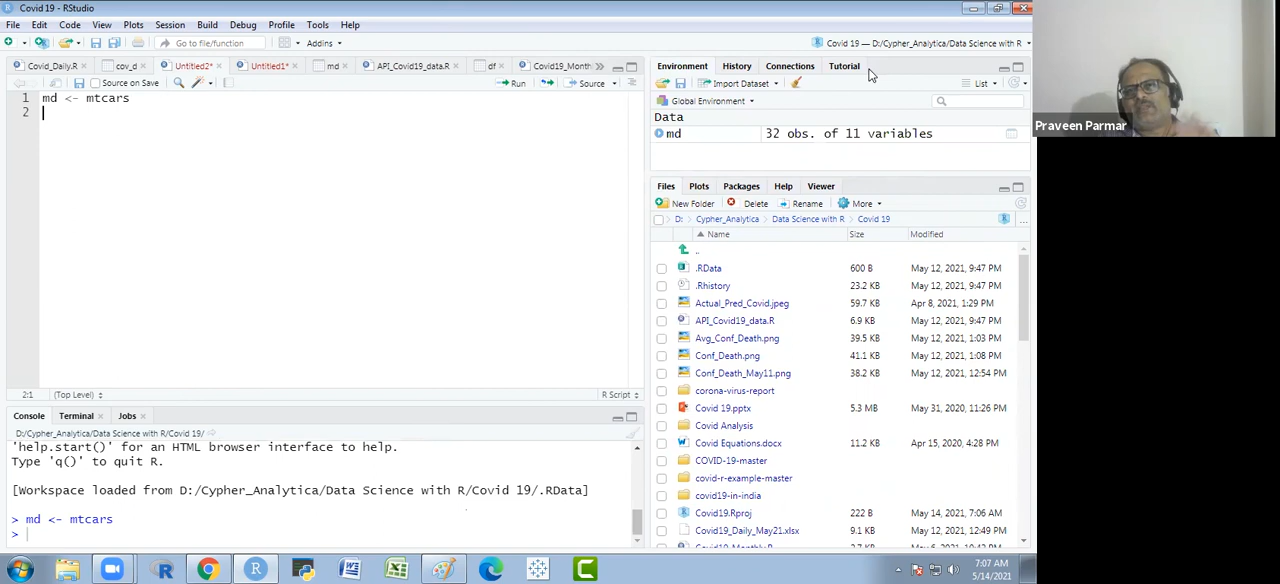 Covid 19 - RStudio
File Edit Code View Plots Session Build Debug Profile Tools Help
Go to file/function Addins Covid 19 — D:/Cypher_Analytica/Data Science with R
Covid_Daily.R cov_d Untitled2* Untitled1* md API_Covid19_data.R df Covid19_Month
Source on Save Run Source
1 md <- mtcars
2
2:1 (Top Level) R Script
Console Terminal Jobs
D:/Cypher_Analytica/Data Science with R/Covid 19/
'help.start()' for an HTML browser interface to help.
Type 'q()' to quit R.
[Workspace loaded from D:/Cypher_Analytica/Data Science with R/Covid 19/.RData]
> md <- mtcars
>
Environment History Connections Tutorial
Import Dataset List
Global Environment
Data
md 32 obs. of 11 variables
Files Plots Packages Help Viewer
New Folder Delete Rename More
D: Cypher_Analytica Data Science with R Covid 19
Name Size Modified
..
.RData 600 B May 12, 2021, 9:47 PM
.Rhistory 23.2 KB May 12, 2021, 9:47 PM
Actual_Pred_Covid.jpeg 59.7 KB Apr 8, 2021, 1:29 PM
API_Covid19_data.R 6.9 KB May 12, 2021, 9:47 PM
Avg_Conf_Death.png 39.5 KB May 12, 2021, 1:03 PM
Conf_Death.png 41.1 KB May 12, 2021, 1:08 PM
Conf_Death_May11.png 38.2 KB May 12, 2021, 12:54 PM
corona-virus-report
Covid 19.pptx 5.3 MB May 31, 2020, 11:26 PM
Covid Analysis
Covid Equations.docx 11.2 KB Apr 15, 2020, 4:28 PM
COVID-19-master
covid-r-example-master
covid19-in-india
Covid19.Rproj 222 B May 14, 2021, 7:06 AM
Covid19_Daily_May21.xlsx 9.1 KB May 12, 2021, 12:49 PM
Praveen Parmar
7:07 AM
5/14/2021